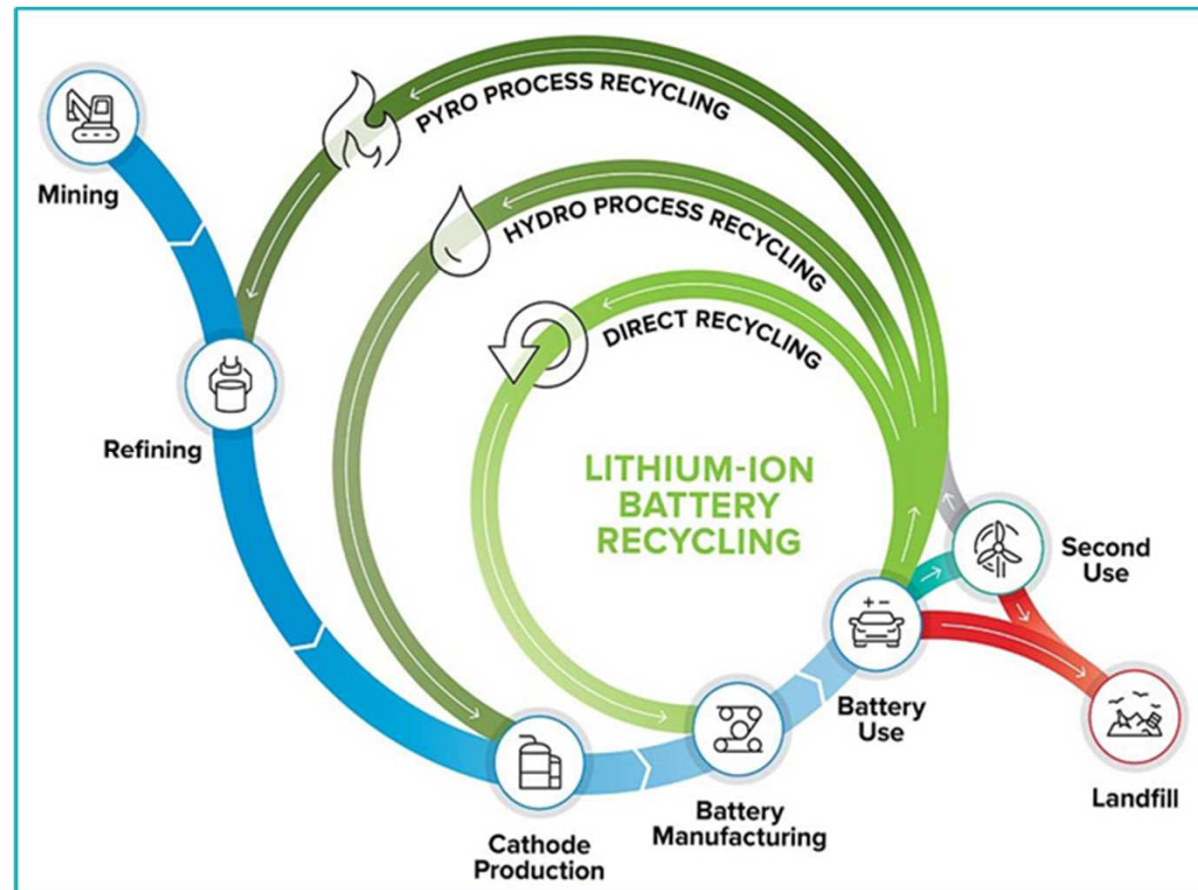 Mining
PYRO PROCESS RECYCLING
HYDRO PROCESS RECYCLING
DIRECT RECYCLING
Refining
LITHIUM-ION
BATTERY
RECYCLING
Second
Use
+ −
Battery
Use
Landfill
Battery
Manufacturing
Cathode
Production